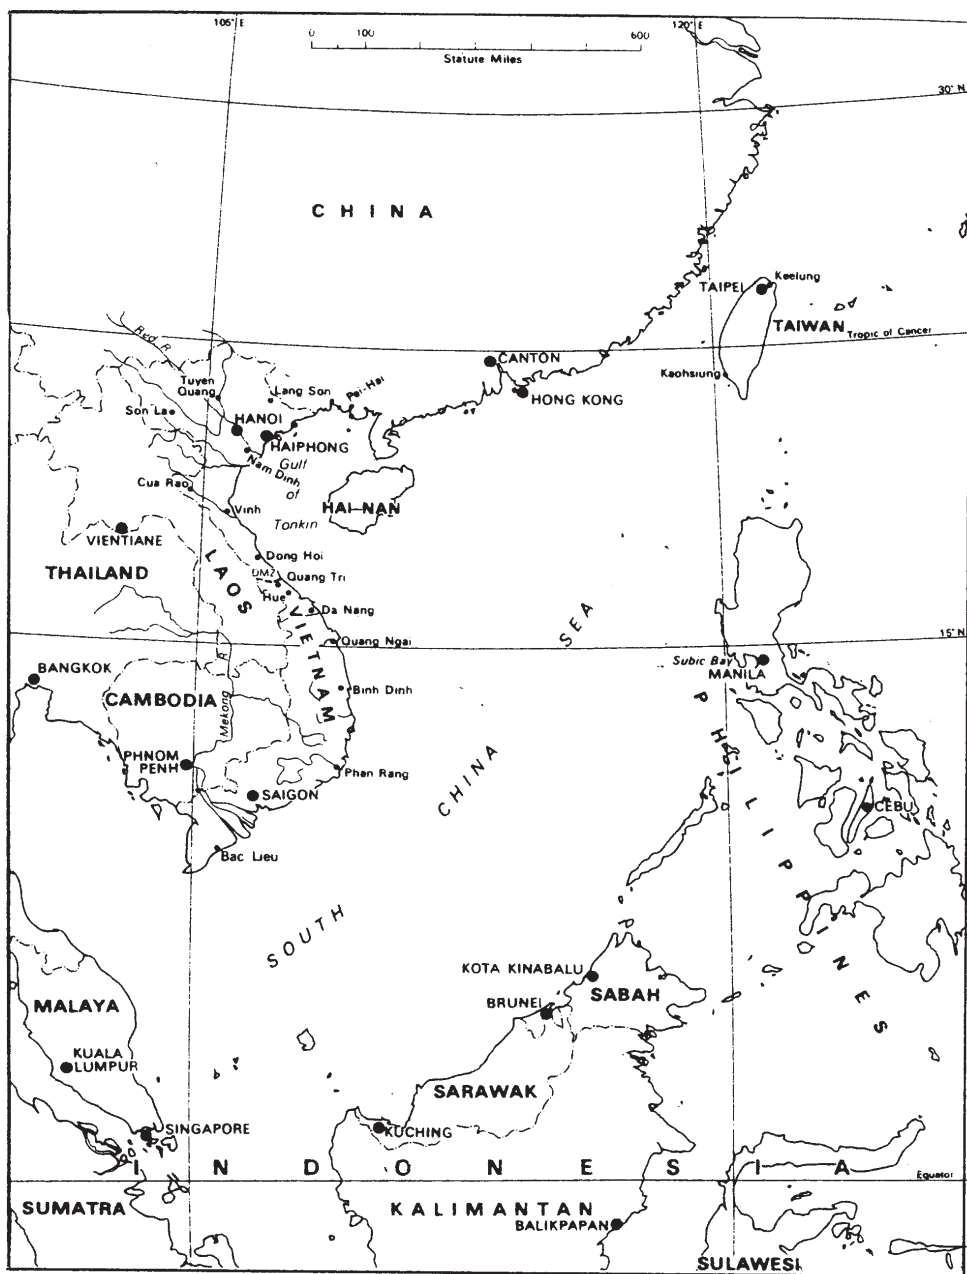 105° E
120° E
0 100 600
Statute Miles
30° N
CHINA
Keelung
TAIPEI
TAIWAN
Tropic of Cancer
Red R.
CANTON
Kaohsiung
Tuyen
Quang
Lang Son
Pei-Hai
HONG KONG
Son La
HANOI
HAIPHONG
Nam Dinh
Gulf
of
Tonkin
Cua Rao
HAI-NAN
Vinh
VIENTIANE
THAILAND
LAOS
Dong Hoi
DMZ
Quang Tri
Hue
Da Nang
VIETNAM
Quang Ngai
15° N
SEA
Subic Bay
MANILA
BANGKOK
CAMBODIA
Mekong R.
Binh Dinh
PHILIPPINES
PHNOM
PENH
Phan Rang
CHINA
SAIGON
CEBU
Bac Lieu
SOUTH
KOTA KINABALU
SABAH
BRUNEI
MALAYA
KUALA
LUMPUR
SARAWAK
SINGAPORE
KUCHING
INDONESIA
Equator
SUMATRA
KALIMANTAN
BALIKPAPAN
SULAWESI